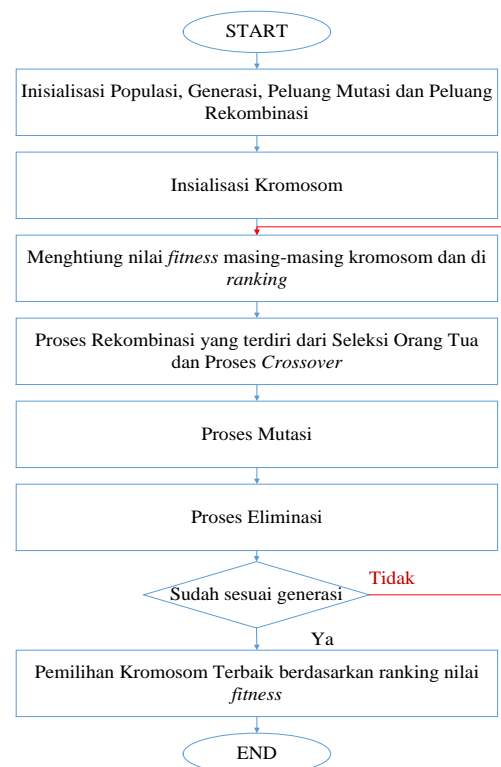 START
Inisialisasi Populasi, Generasi, Peluang Mutasi dan Peluang
Rekombinasi
Insialisasi Kromosom
Menghtiung nilai fitness masing-masing kromosom dan di
ranking
Proses Rekombinasi yang terdiri dari Seleksi Orang Tua
dan Proses Crossover
Proses Mutasi
Proses Eliminasi
Sudah sesuai generasi
Tidak
Ya
Pemilihan Kromosom Terbaik berdasarkan ranking nilai
fitness
END